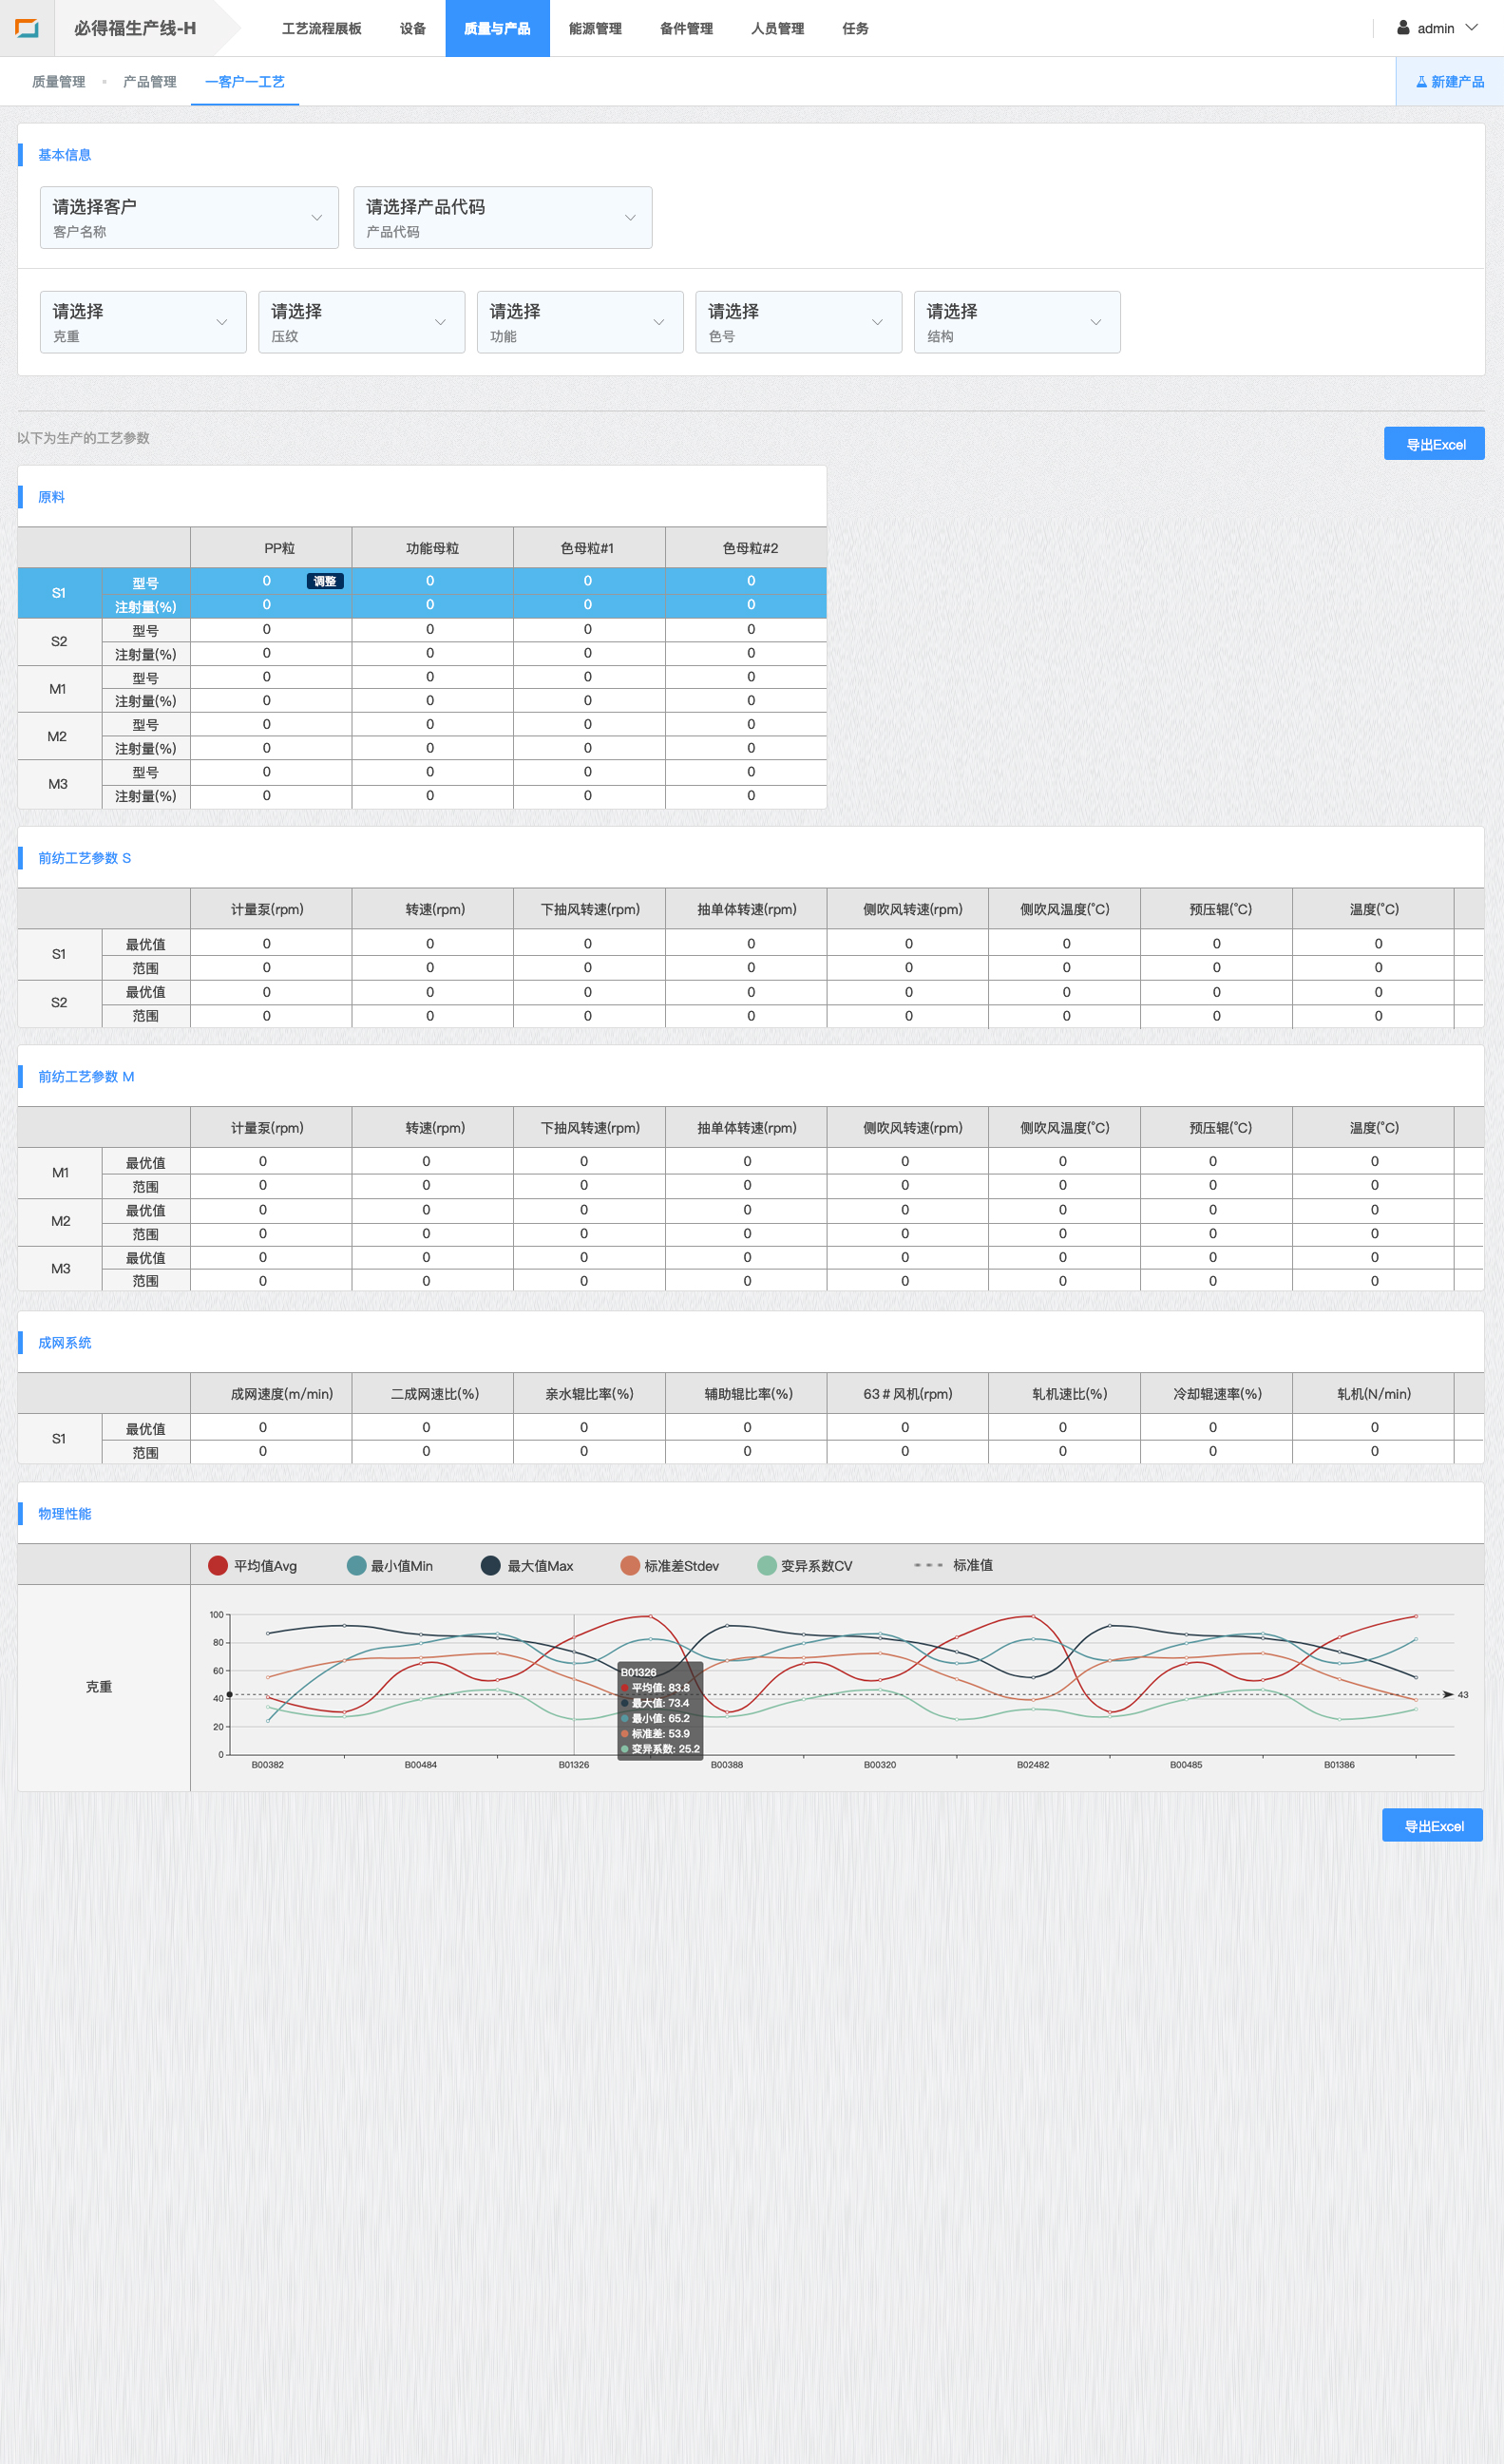 必得福生产线-H 工艺流程展板 设备 质量与产品 能源管理 备件管理 人员管理 任务 admin
质量管理 产品管理 一客户一工艺 新建产品
基本信息
请选择客户 请选择产品代码
客户名称 产品代码
请选择 请选择 请选择 请选择 请选择
克重 压纹 功能 色号 结构
以下为生产的工艺参数 导出Excel
原料
PP粒 功能母粒 色母粒#1 色母粒#2
S1 型号 0 调整 0 0 0
注射量(%) 0 0 0 0
S2 型号 0 0 0 0
注射量(%) 0 0 0 0
M1 型号 0 0 0 0
注射量(%) 0 0 0 0
M2 型号 0 0 0 0
注射量(%) 0 0 0 0
M3 型号 0 0 0 0
注射量(%) 0 0 0 0
前纺工艺参数 S
计量泵(rpm) 转速(rpm) 下抽风转速(rpm) 抽单体转速(rpm) 侧吹风转速(rpm) 侧吹风温度(°C) 预压辊(°C) 温度(°C)
S1 最优值 0 0 0 0 0 0 0 0
范围 0 0 0 0 0 0 0 0
S2 最优值 0 0 0 0 0 0 0 0
范围 0 0 0 0 0 0 0 0
前纺工艺参数 M
计量泵(rpm) 转速(rpm) 下抽风转速(rpm) 抽单体转速(rpm) 侧吹风转速(rpm) 侧吹风温度(°C) 预压辊(°C) 温度(°C)
M1 最优值 0 0 0 0 0 0 0 0
范围 0 0 0 0 0 0 0 0
M2 最优值 0 0 0 0 0 0 0 0
范围 0 0 0 0 0 0 0 0
M3 最优值 0 0 0 0 0 0 0 0
范围 0 0 0 0 0 0 0 0
成网系统
成网速度(m/min) 二成网速比(%) 亲水辊比率(%) 辅助辊比率(%) 63＃风机(rpm) 轧机速比(%) 冷却辊速率(%) 轧机(N/min)
S1 最优值 0 0 0 0 0 0 0 0
范围 0 0 0 0 0 0 0 0
物理性能
平均值Avg 最小值Min 最大值Max 标准差Stdev 变异系数CV 标准值
克重
100
80
60
40
20
0
43
B01326
平均值: 83.8
最大值: 73.4
最小值: 65.2
标准差: 53.9
变异系数: 25.2
B00382 B00484 B01326 B00388 B00320 B02482 B00485 B01386
导出Excel